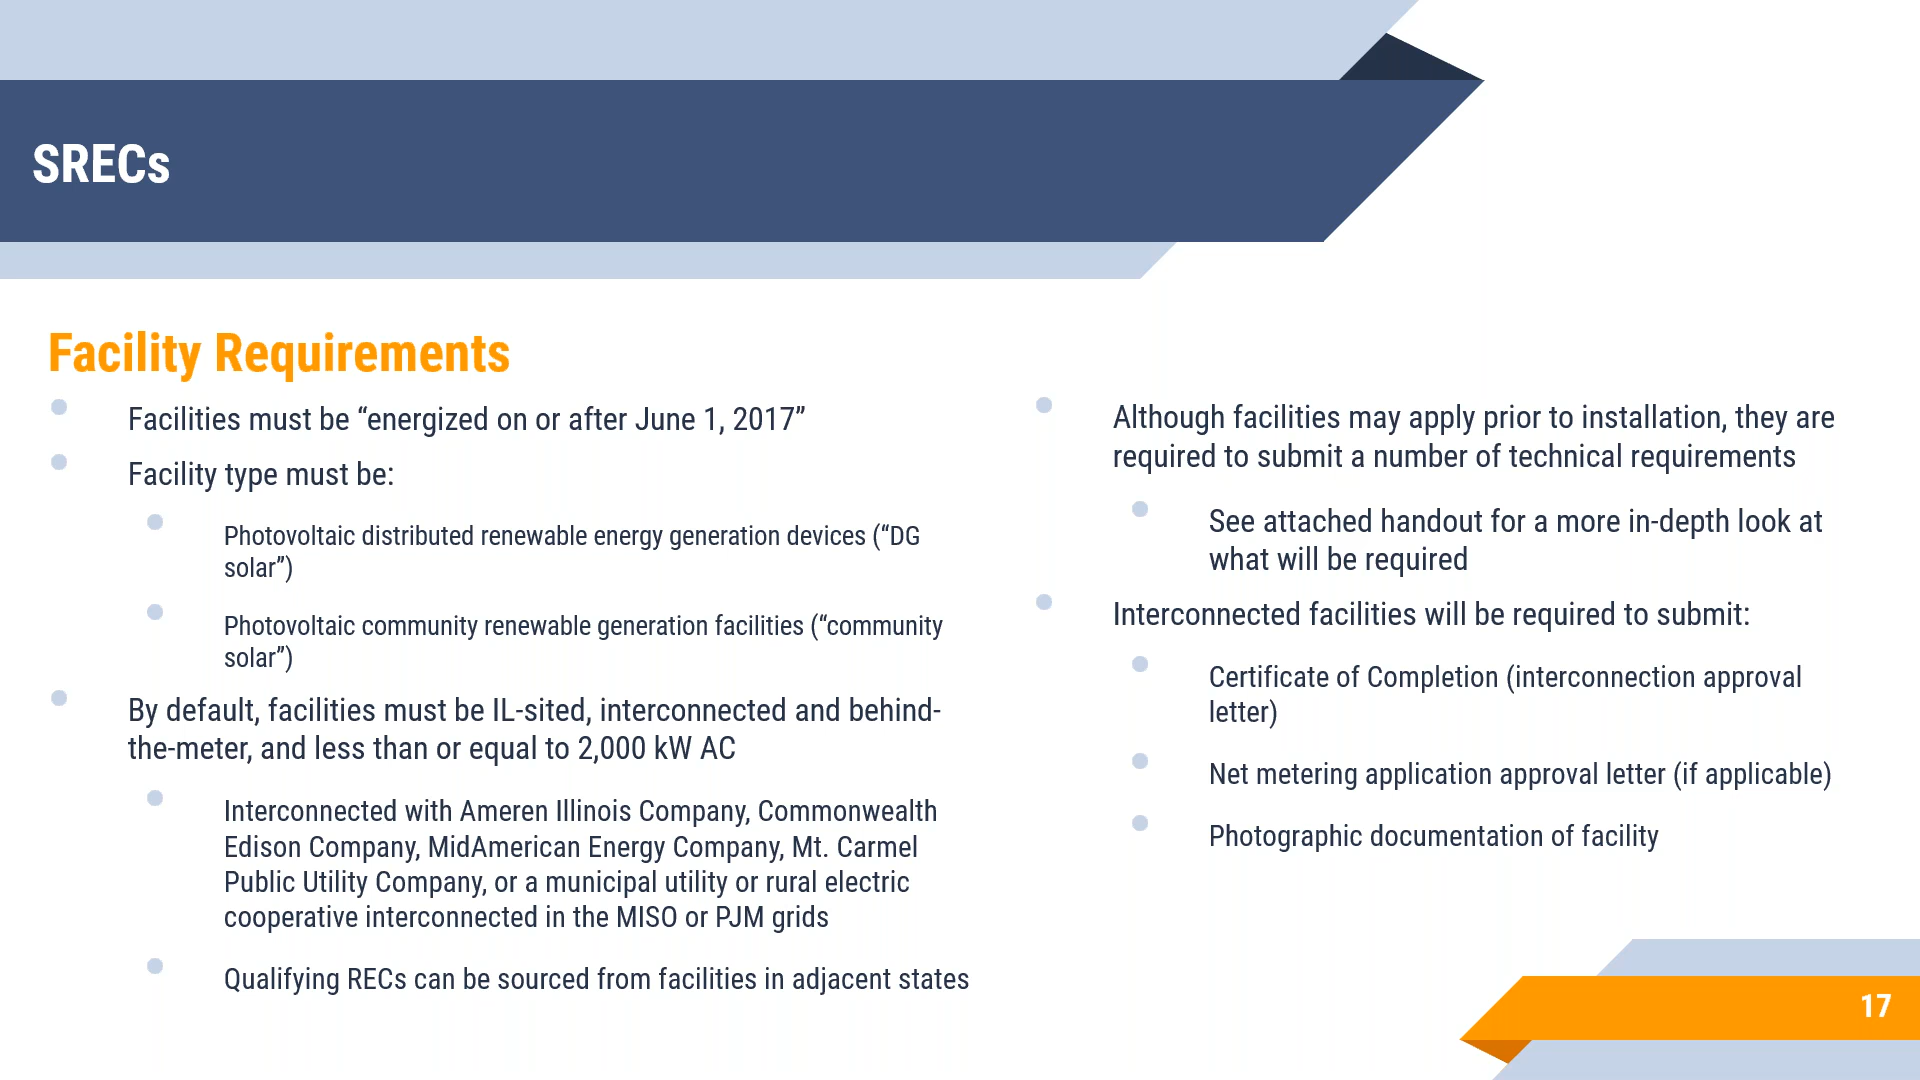 SRECs
Facility Requirements
Facilities must be “energized on or after June 1, 2017”
Facility type must be:
Photovoltaic distributed renewable energy generation devices (“DG
solar”)
Photovoltaic community renewable generation facilities (“community
solar”)
By default, facilities must be IL-sited, interconnected and behind-
the-meter, and less than or equal to 2,000 kW AC
Interconnected with Ameren Illinois Company, Commonwealth
Edison Company, MidAmerican Energy Company, Mt. Carmel
Public Utility Company, or a municipal utility or rural electric
cooperative interconnected in the MISO or PJM grids
Qualifying RECs can be sourced from facilities in adjacent states
Although facilities may apply prior to installation, they are
required to submit a number of technical requirements
See attached handout for a more in-depth look at
what will be required
Interconnected facilities will be required to submit:
Certificate of Completion (interconnection approval
letter)
Net metering application approval letter (if applicable)
Photographic documentation of facility
17